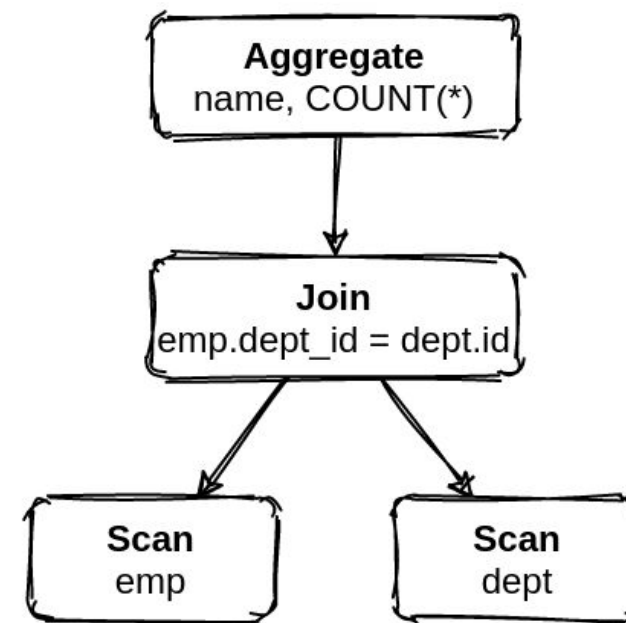 Aggregate
name, COUNT(*)
Join
emp.dept_id = dept.id
Scan
emp
Scan
dept